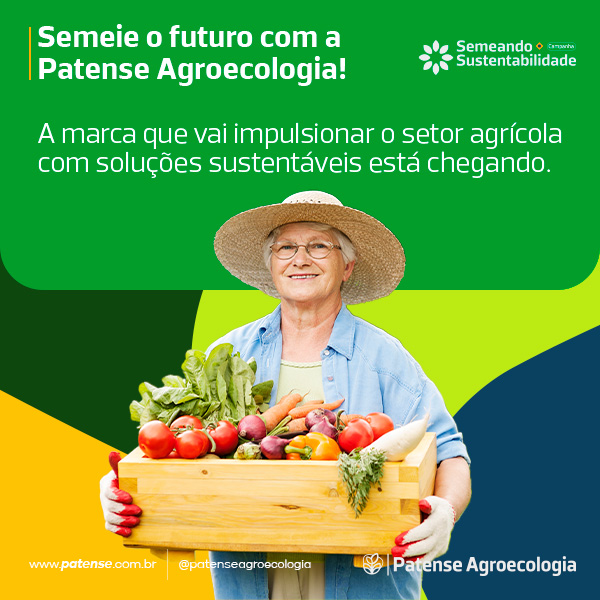 Semeie o futuro com a
Patense Agroecologia!
Semeando Campanha
Sustentabilidade
A marca que vai impulsionar o setor agrícola
com soluções sustentáveis está chegando.
www.patense.com.br @patenseagroecologia
Patense Agroecologia